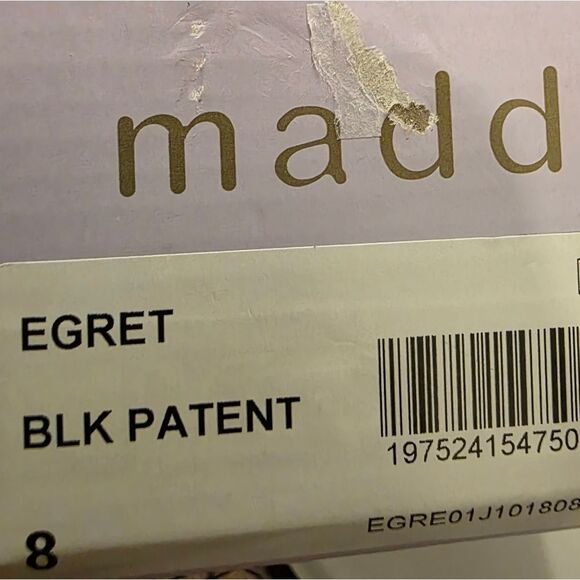 madd
EGRET
BLK PATENT
197524154750
EGRE01J101808
8